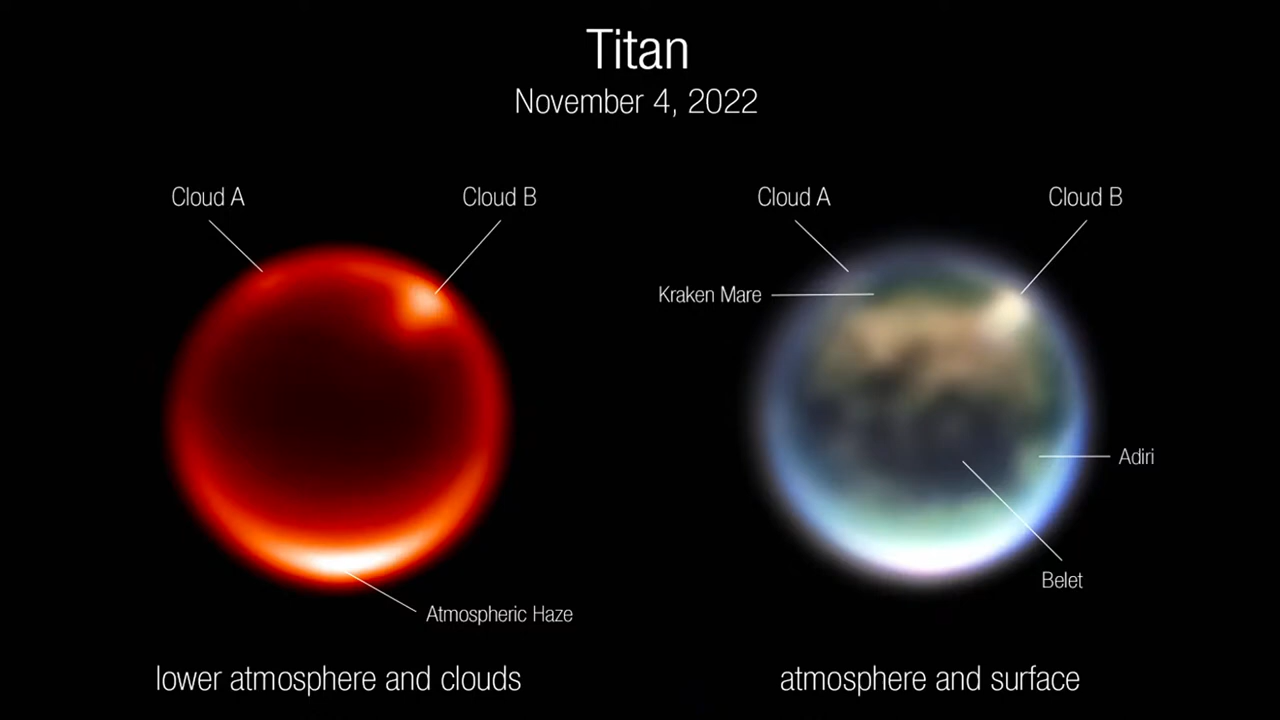 Titan
November 4, 2022
Cloud A
Cloud B
Cloud A
Cloud B
Kraken Mare
Adiri
Belet
Atmospheric Haze
lower atmosphere and clouds
atmosphere and surface